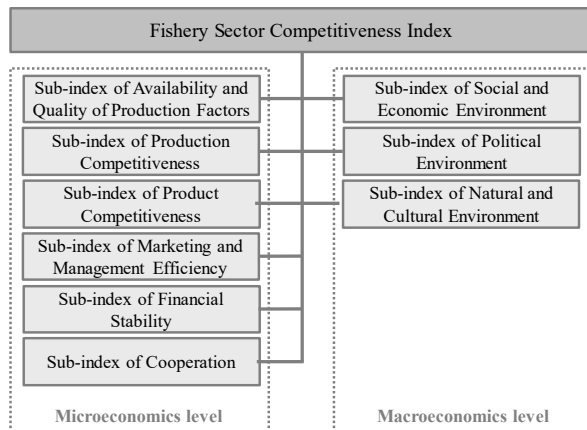 Fishery Sector Competitiveness Index
Sub-index of Availability and
Quality of Production Factors
Sub-index of Production
Competitiveness
Sub-index of Product
Competitiveness
Sub-index of Marketing and
Management Efficiency
Sub-index of Financial
Stability
Sub-index of Cooperation
Microeconomics level
Sub-index of Social and
Economic Environment
Sub-index of Political
Environment
Sub-index of Natural and
Cultural Environment
Macroeconomics level